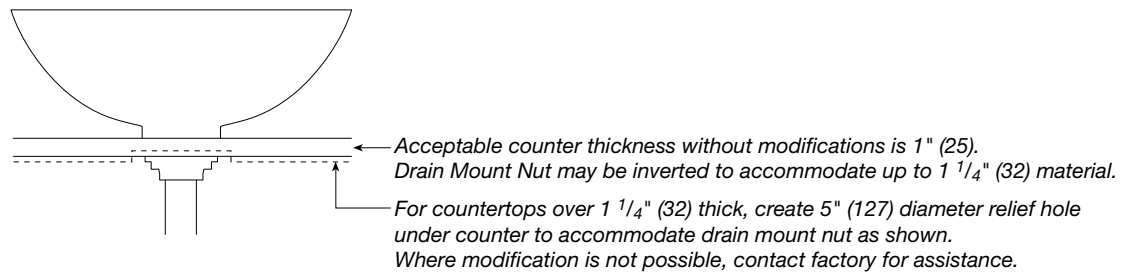 Acceptable counter thickness without modifications is 1" (25).
Drain Mount Nut may be inverted to accommodate up to 1 1/4" (32) material.
For countertops over 1 1/4" (32) thick, create 5" (127) diameter relief hole
under counter to accommodate drain mount nut as shown.
Where modification is not possible, contact factory for assistance.